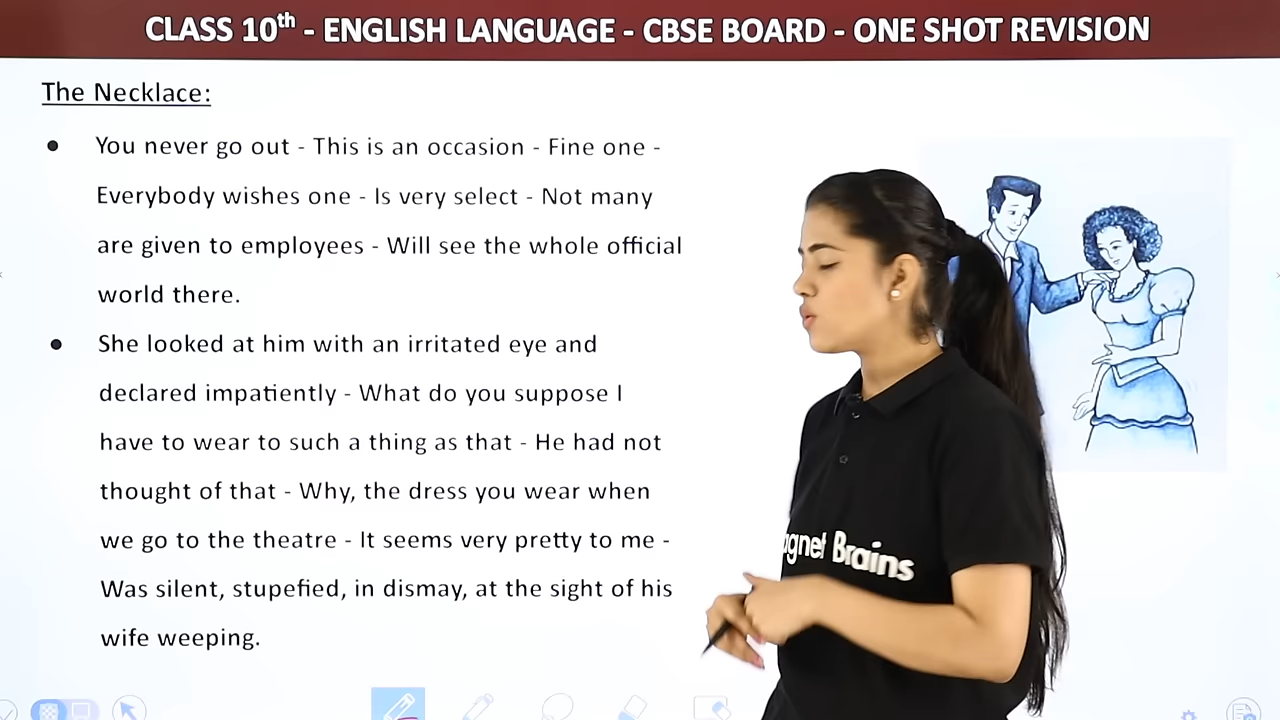 CLASS 10th - ENGLISH LANGUAGE - CBSE BOARD - ONE SHOT REVISION
The Necklace:
● You never go out - This is an occasion - Fine one -
Everybody wishes one - Is very select - Not many
are given to employees - Will see the whole official
world there.
● She looked at him with an irritated eye and
declared impatiently - What do you suppose I
have to wear to such a thing as that - He had not
thought of that - Why, the dress you wear when
we go to the theatre - It seems very pretty to me -
Was silent, stupefied, in dismay, at the sight of his
wife weeping.
agnet Brains